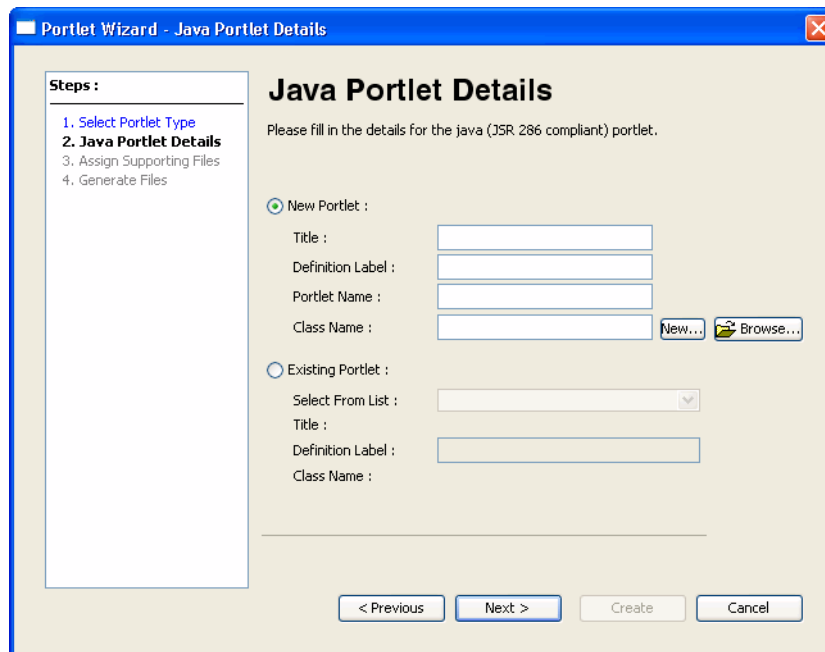 Portlet Wizard - Java Portlet Details
Steps :
1. Select Portlet Type
2. Java Portlet Details
3. Assign Supporting Files
4. Generate Files
Java Portlet Details
Please fill in the details for the java (JSR 286 compliant) portlet.
New Portlet :
Title :
Definition Label :
Portlet Name :
Class Name : New... Browse...
Existing Portlet :
Select From List :
Title :
Definition Label :
Class Name :
< Previous Next > Create Cancel